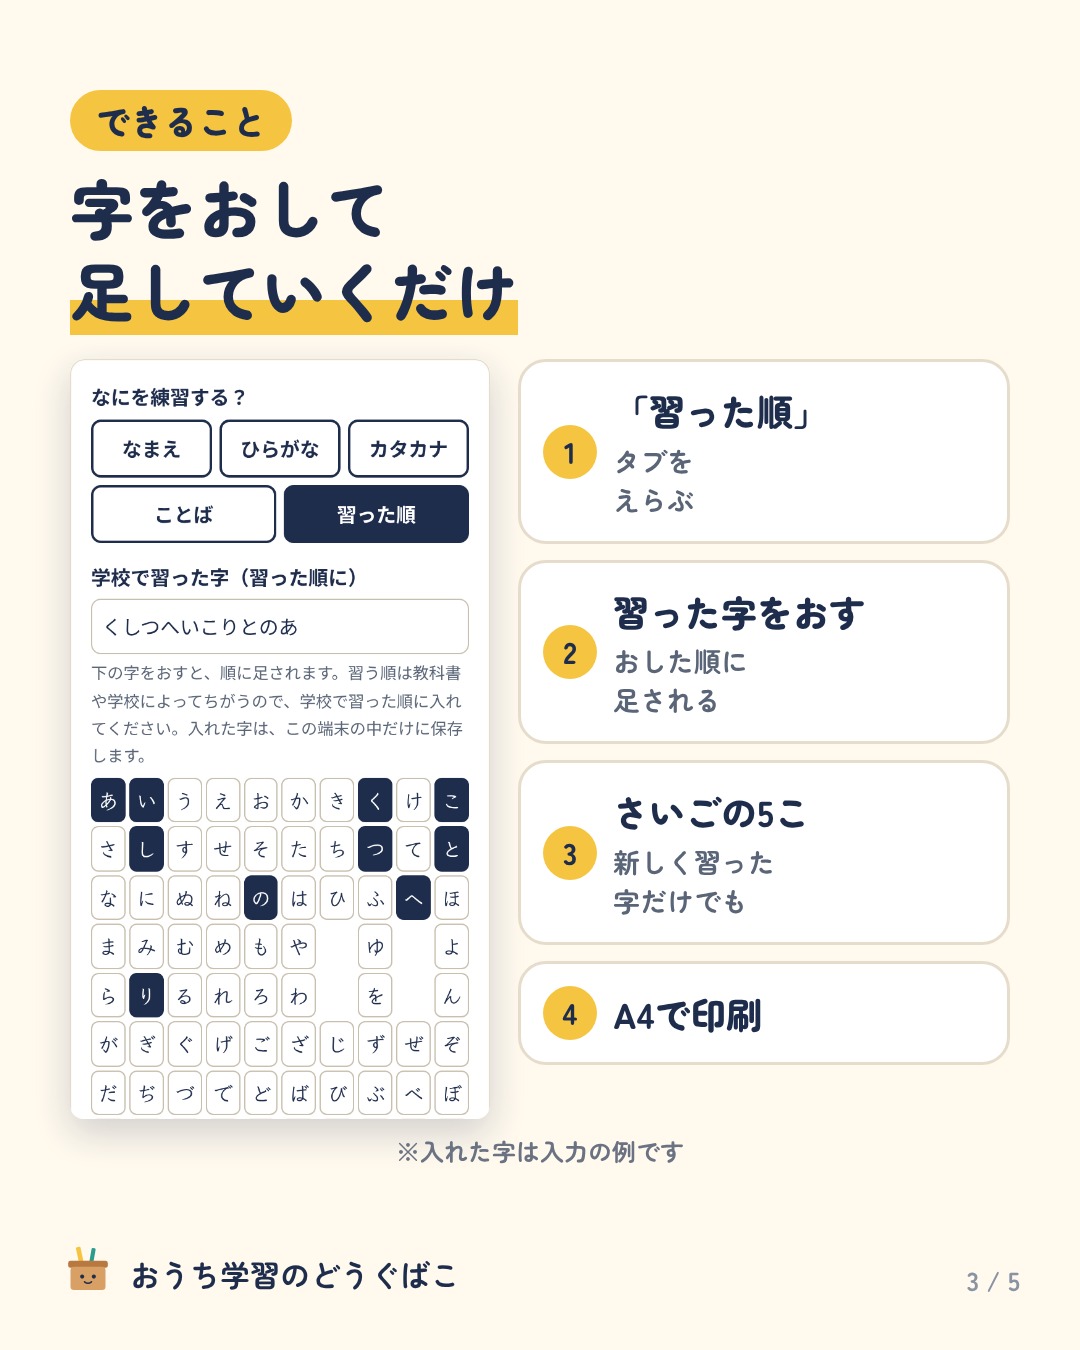 できること
字をおして
足していくだけ
なにを練習する？
なまえ ひらがな カタカナ
ことば 習った順
学校で習った字（習った順に）
くしつへいこりとのあ
下の字をおすと、順に足されます。習う順は教科書
や学校によってちがうので、学校で習った順に入れ
てください。入れた字は、この端末の中だけに保存
します。
あ い う え お か き く け こ
さ し す せ そ た ち つ て と
な に ぬ ね の は ひ ふ へ ほ
ま み む め も や ゆ よ
ら り る れ ろ わ を ん
が ぎ ぐ げ ご ざ じ ず ぜ ぞ
だ ぢ づ で ど ば び ぶ べ ぼ
1
「習った順」
タブを
えらぶ
2
習った字をおす
おした順に
足される
3
さいごの5こ
新しく習った
字だけでも
4
A4で印刷
※入れた字は入力の例です
おうち学習のどうぐばこ
3 / 5